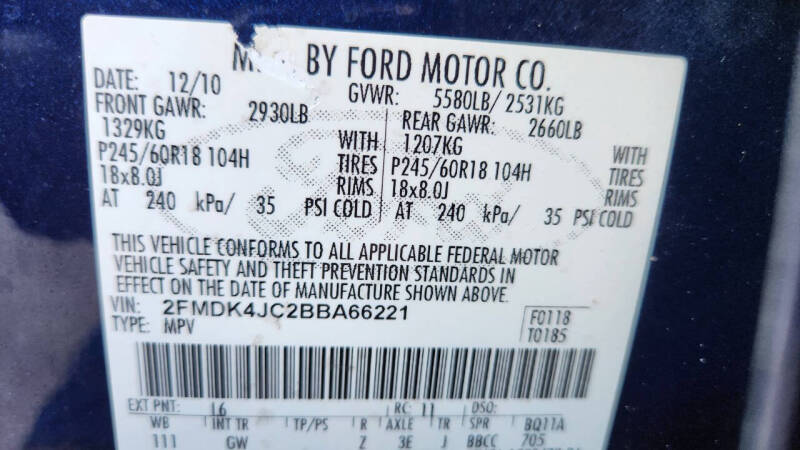 BY FORD MOTOR CO.
DATE: 12/10 GVWR: 5580LB/ 2531KG
FRONT GAWR: 2930LB REAR GAWR: 2660LB
1329KG WITH 1207KG WITH
P245/60R18 104H TIRES P245/60R18 104H TIRES
18x8.0J RIMS 18x8.0J RIMS
AT 240 kPa/ 35 PSI COLD AT 240 kPa/ 35 PSI COLD
THIS VEHICLE CONFORMS TO ALL APPLICABLE FEDERAL MOTOR
VEHICLE SAFETY AND THEFT PREVENTION STANDARDS IN
EFFECT ON THE DATE OF MANUFACTURE SHOWN ABOVE.
VIN: 2FMDK4JC2BBA66221 F0118
TYPE: MPV T0185
EXT PNT: L6 RC: 11 DSO:
WB INT TR TP/PS R AXLE TR SPR BQ11A
111 GW Z 3E J BBCC 705